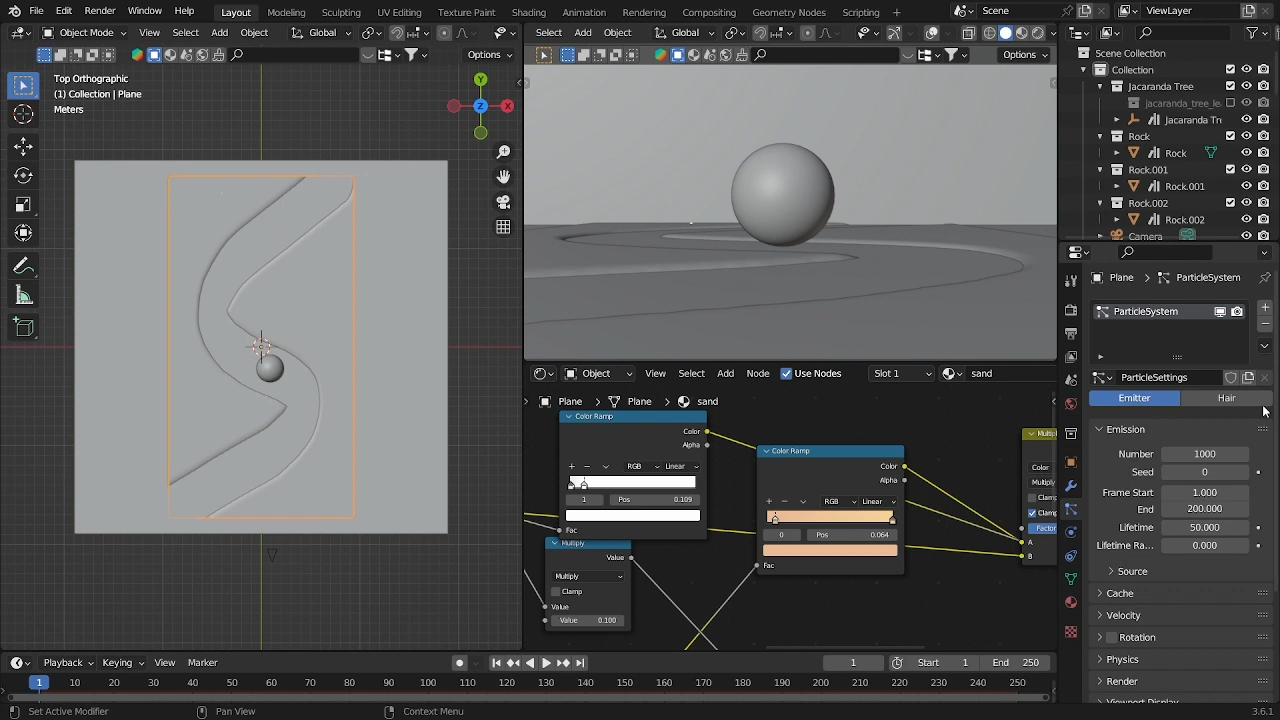 File Edit Render Window Help Layout Modeling Sculpting UV Editing Texture Paint Shading Animation Rendering Compositing Geometry Nodes Scripting Scene ViewLayer
Object Mode View Select Add Object Global
Options
Top Orthographic
(1) Collection | Plane
Meters
Y
Z
X
Select Add Object Global
Options
Object View Select Add Node Use Nodes Slot 1 sand
Plane Plane sand
Color Ramp
Color
Alpha
RGB Linear
1 Pos 0.109
Fac
Multiply
Value
Multiply
Clamp
Value
Value 0.100
Color Ramp
Color
Alpha
RGB Linear
0 Pos 0.064
Fac
Color
Multiply
Factor
A
B
Scene Collection
Collection
Jacaranda Tree
Rock
Rock
Rock.001
Rock.001
Rock.002
Rock.002
Camera
Plane ParticleSystem
ParticleSystem
ParticleSettings
Emitter Hair
Emission
Number 1000
Seed 0
Frame Start 1.000
End 200.000
Lifetime 50.000
Lifetime Ra... 0.000
Source
Cache
Velocity
Rotation
Physics
Render
Viewport Display
Playback Keying View Marker 1 Start 1 End 250
1 10 20 30 40 50 60 70 80 90 100 110 120 130 140 150 160 170 180 190 200 210 220 230 240 250
Set Active Modifier Pan View Context Menu 3.6.1